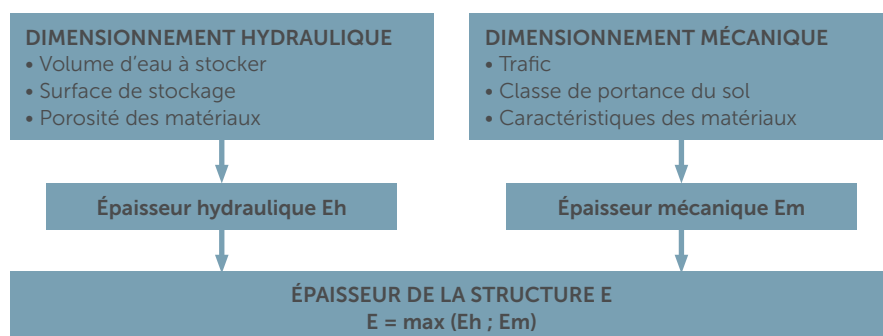 DIMENSIONNEMENT HYDRAULIQUE
• Volume d'eau à stocker
• Surface de stockage
• Porosité des matériaux
DIMENSIONNEMENT MÉCANIQUE
• Trafic
• Classe de portance du sol
• Caractéristiques des matériaux
Épaisseur hydraulique Eh
Épaisseur mécanique Em
ÉPAISSEUR DE LA STRUCTURE E
E = max (Eh ; Em)